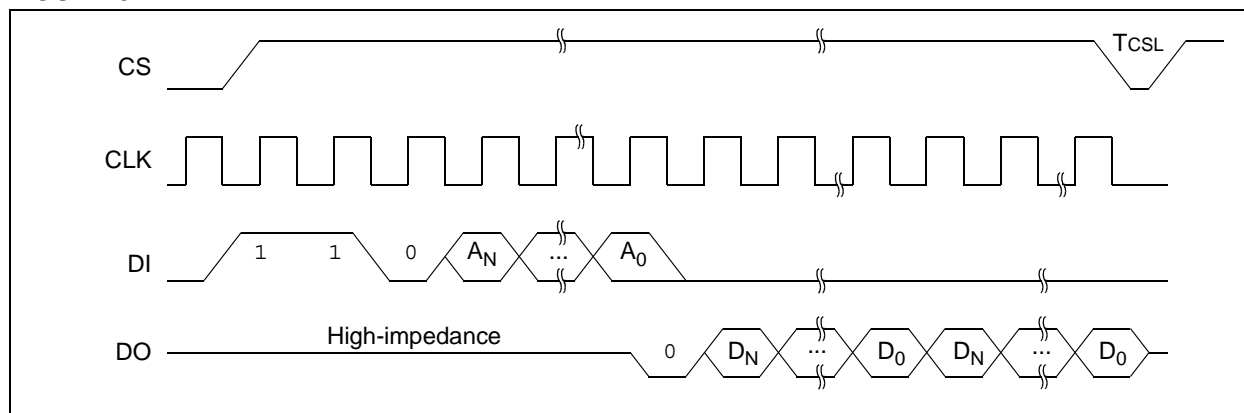 CS TCSL
CLK
DI 1 1 0 AN ... A0
High-impedance
DO 0 DN ... D0 DN ... D0